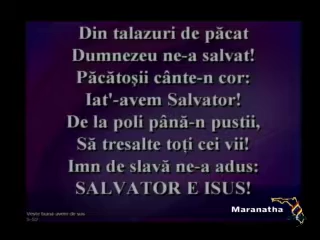 Din talazuri de păcat
Dumnezeu ne-a salvat!
Păcătoșii cânte-n cor:
Iat'-avem Salvator!
De la poli până-n pustii,
Să tresalte toți cei vii!
Imn de slavă ne-a adus:
SALVATOR E ISUS!
Maranatha